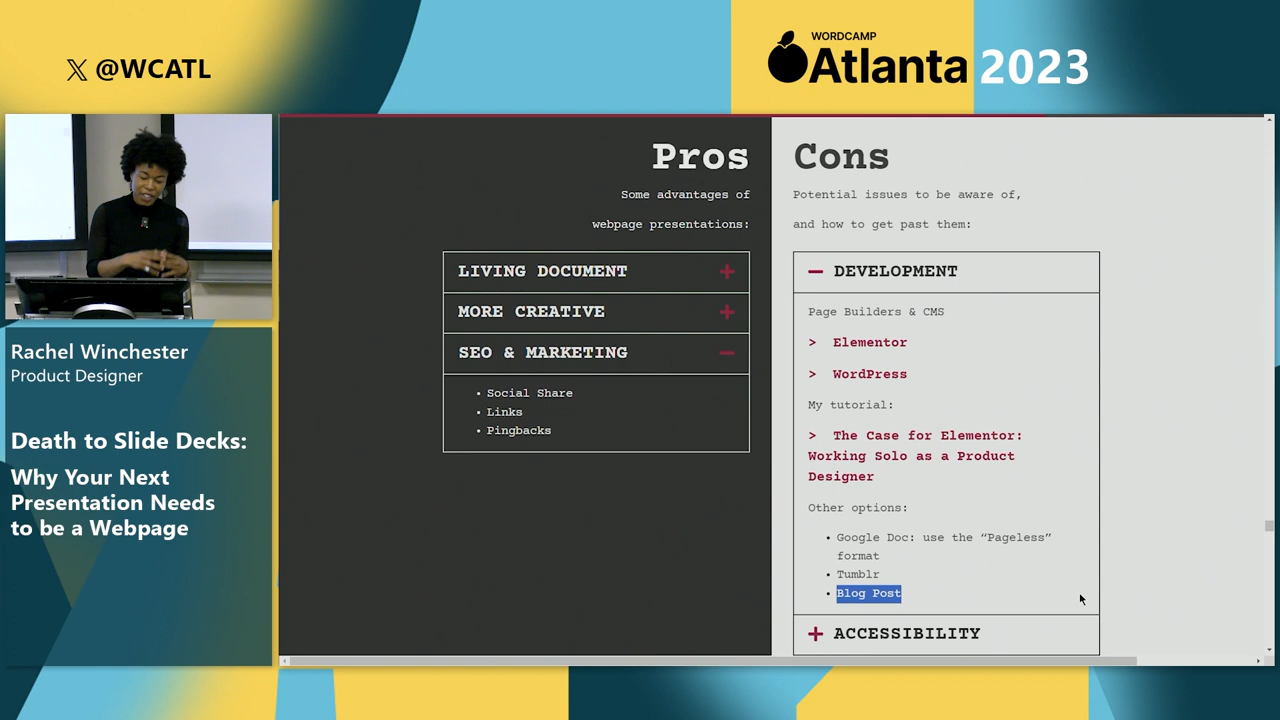 𝕏 @WCATL
WORDCAMP
Atlanta 2023
Rachel Winchester
Product Designer
Death to Slide Decks:
Why Your Next
Presentation Needs
to be a Webpage
Pros
Some advantages of
webpage presentations:
LIVING DOCUMENT +
MORE CREATIVE +
SEO & MARKETING −
• Social Share
• Links
• Pingbacks
Cons
Potential issues to be aware of,
and how to get past them:
− DEVELOPMENT
Page Builders & CMS
> Elementor
> WordPress
My tutorial:
> The Case for Elementor:
Working Solo as a Product
Designer
Other options:
• Google Doc: use the “Pageless”
format
• Tumblr
• Blog Post
+ ACCESSIBILITY